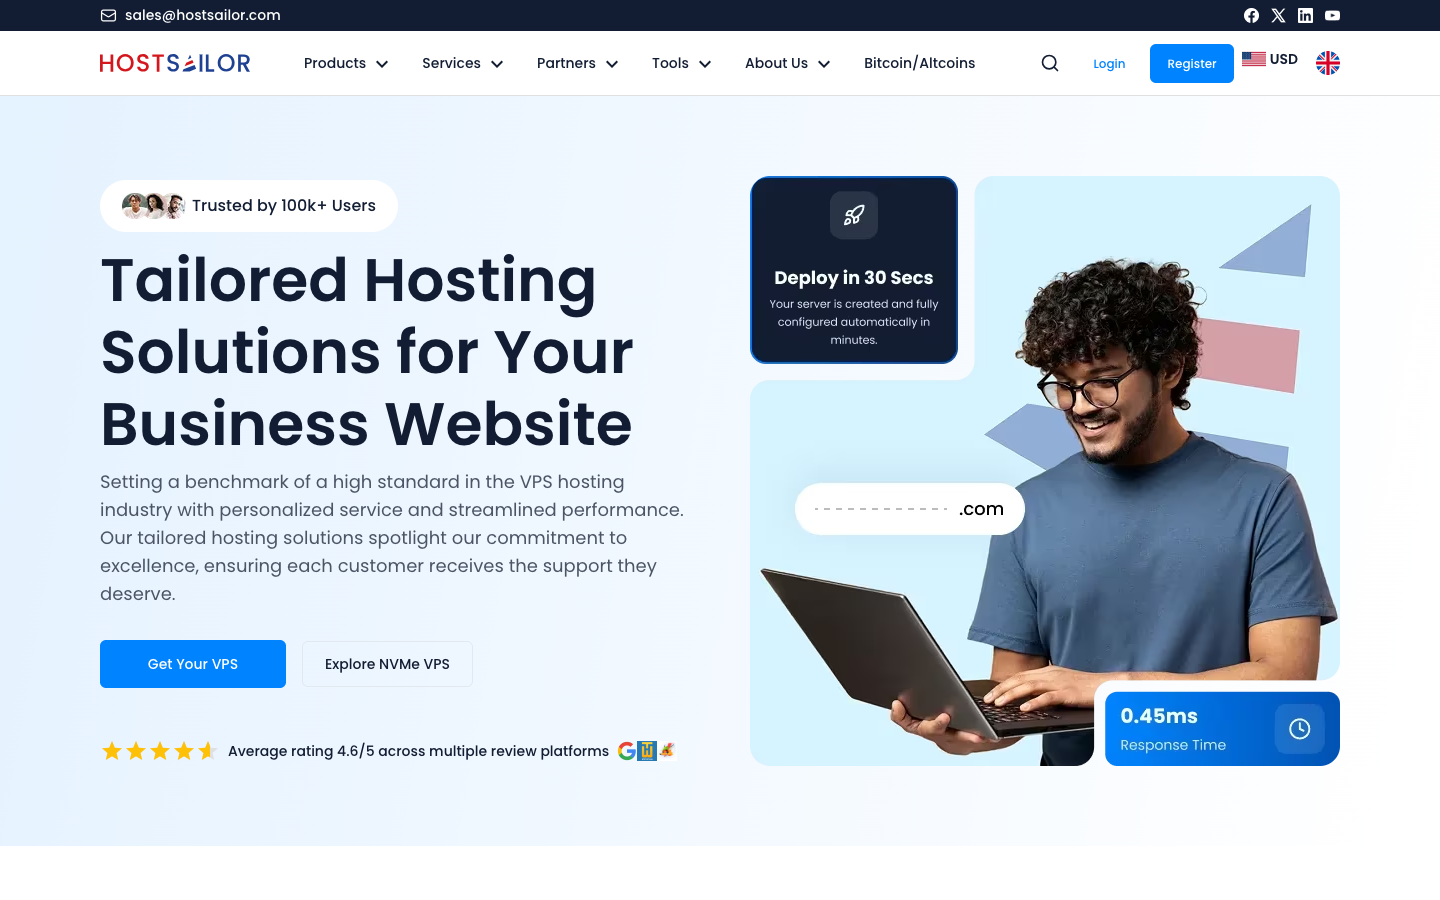 sales@hostsailor.com
HOSTSAILOR
Products
Services
Partners
Tools
About Us
Bitcoin/Altcoins
Login
Register
USD
Trusted by 100k+ Users
Tailored Hosting
Solutions for Your
Business Website
Setting a benchmark of a high standard in the VPS hosting
industry with personalized service and streamlined performance.
Our tailored hosting solutions spotlight our commitment to
excellence, ensuring each customer receives the support they
deserve.
Get Your VPS
Explore NVMe VPS
Average rating 4.6/5 across multiple review platforms
Deploy in 30 Secs
Your server is created and fully
configured automatically in
minutes.
.com
0.45ms
Response Time